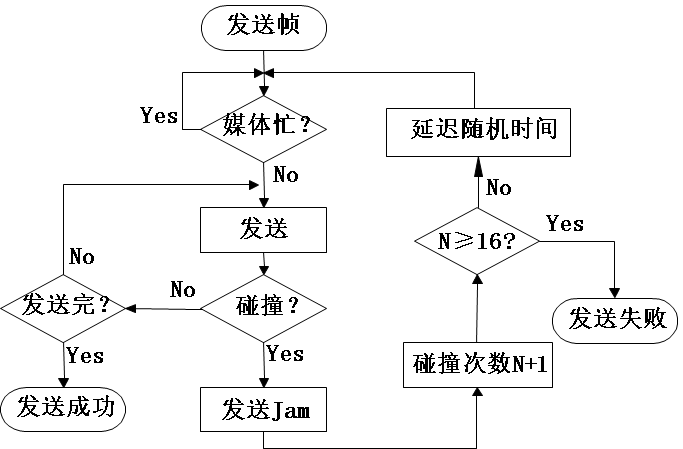 发送帧
Yes
媒体忙？
No
延迟随机时间
No
发送
N≥16?
Yes
No
发送完？
No
碰撞？
发送失败
Yes
Yes
碰撞次数N+1
发送成功
发送Jam